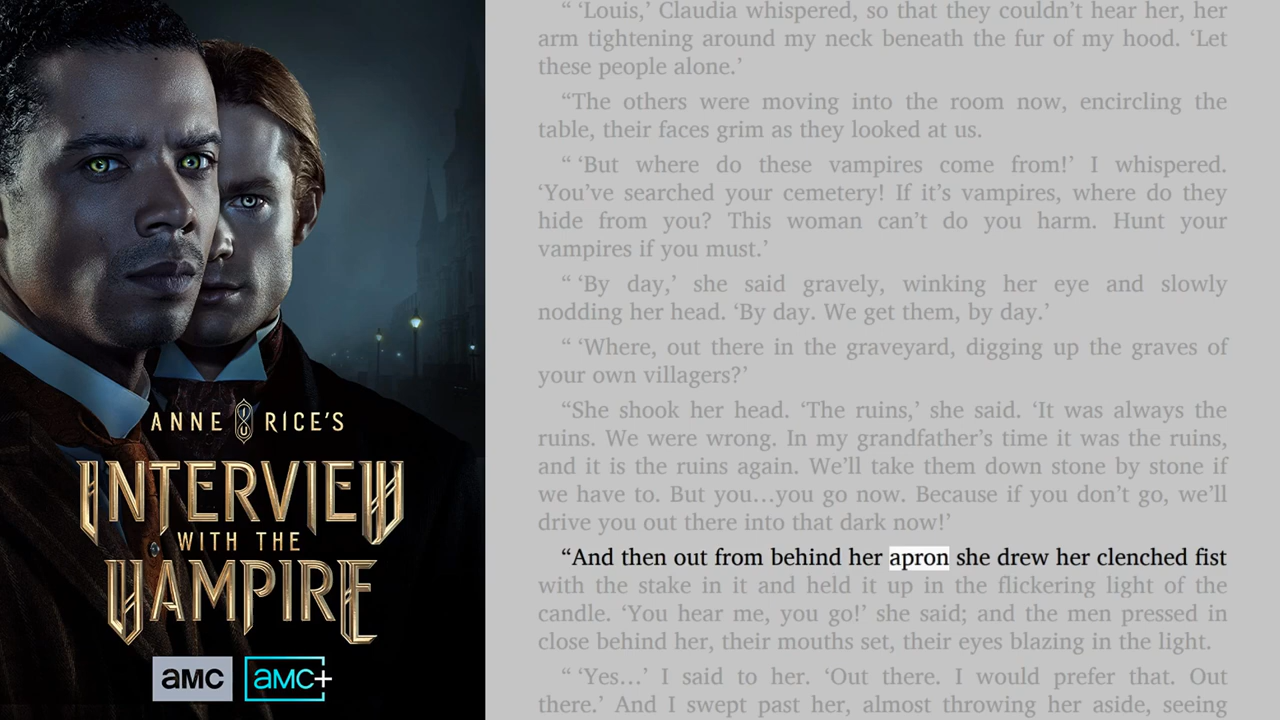 ANNE RICE'S
INTERVIEW
WITH THE
VAMPIRE
amc
amc+
“ ‘Louis,’ Claudia whispered, so that they couldn’t hear her, her
arm tightening around my neck beneath the fur of my hood. ‘Let
these people alone.’
“The others were moving into the room now, encircling the
table, their faces grim as they looked at us.
“ ‘But where do these vampires come from!’ I whispered.
‘You’ve searched your cemetery! If it’s vampires, where do they
hide from you? This woman can’t do you harm. Hunt your
vampires if you must.’
“ ‘By day,’ she said gravely, winking her eye and slowly
nodding her head. ‘By day. We get them, by day.’
“ ‘Where, out there in the graveyard, digging up the graves of
your own villagers?’
“She shook her head. ‘The ruins,’ she said. ‘It was always the
ruins. We were wrong. In my grandfather’s time it was the ruins,
and it is the ruins again. We’ll take them down stone by stone if
we have to. But you…you go now. Because if you don’t go, we’ll
drive you out there into that dark now!’
“And then out from behind her apron she drew her clenched fist
with the stake in it and held it up in the flickering light of the
candle. ‘You hear me, you go!’ she said; and the men pressed in
close behind her, their mouths set, their eyes blazing in the light.
“ ‘Yes…’ I said to her. ‘Out there. I would prefer that. Out
there.’ And I swept past her, almost throwing her aside, seeing